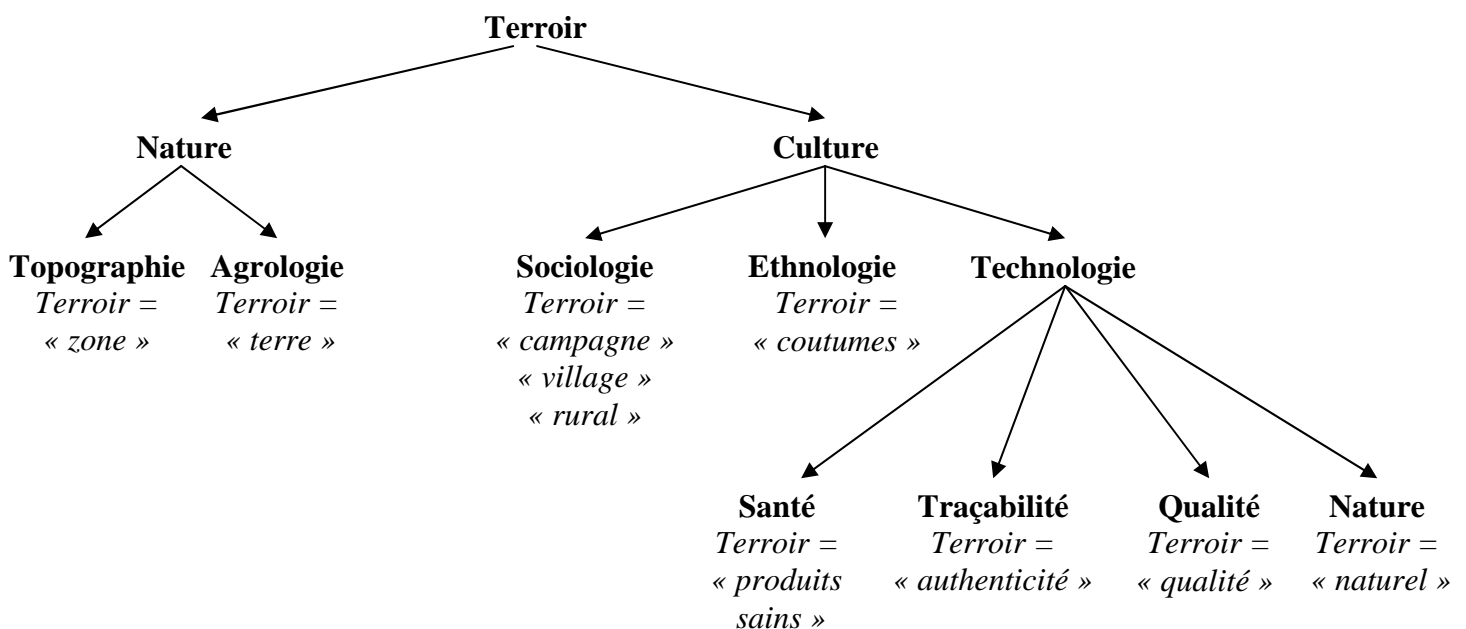 Terroir
Nature
Culture
Topographie
Terroir =
« zone »
Agrologie
Terroir =
« terre »
Sociologie
Terroir =
« campagne »
« village »
« rural »
Ethnologie
Terroir =
« coutumes »
Technologie
Santé
Terroir =
« produits
sains »
Traçabilité
Terroir =
« authenticité »
Qualité
Terroir =
« qualité »
Nature
Terroir =
« naturel »